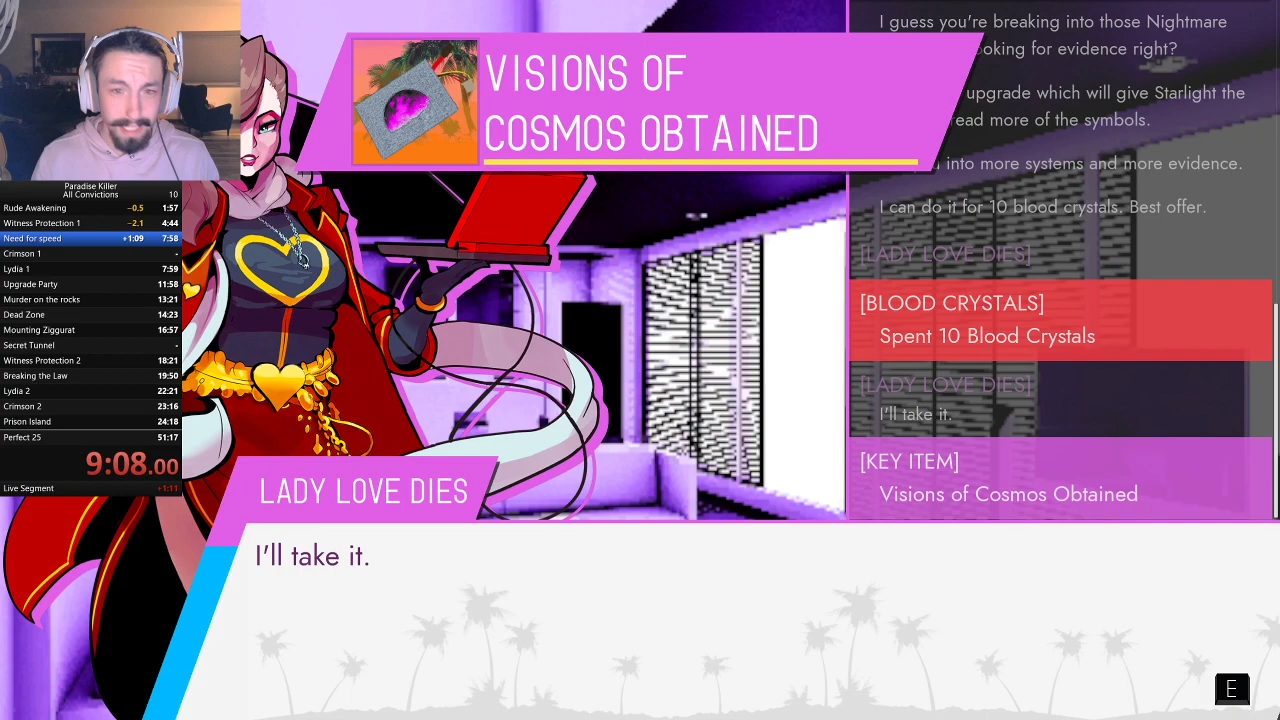 VISIONS OF
COSMOS OBTAINED
I guess you're breaking into those Nightmare
ooking for evidence right?
upgrade which will give Starlight the
ead more of the symbols.
into more systems and more evidence.
I can do it for 10 blood crystals. Best offer.
[LADY LOVE DIES]
[BLOOD CRYSTALS]
Spent 10 Blood Crystals
[LADY LOVE DIES]
I'll take it.
[KEY ITEM]
Visions of Cosmos Obtained
Paradise Killer
All Convictions 10
Rude Awakening −0.5 1:57
Witness Protection 1 −2.1 4:44
Need for speed +1:09 7:58
Crimson 1 -
Lydia 1 7:59
Upgrade Party 11:58
Murder on the rocks 13:21
Dead Zone 14:23
Mourning Ziggurat 16:57
Secret Tunnel -
Witness Protection 2 18:21
Breaking the Law 19:50
Lydia 2 22:21
Crimson 2 23:16
Prison Island 24:18
Perfect 25 51:17
9:08.00
Live Segment +1:11
LADY LOVE DIES
I'll take it.
E